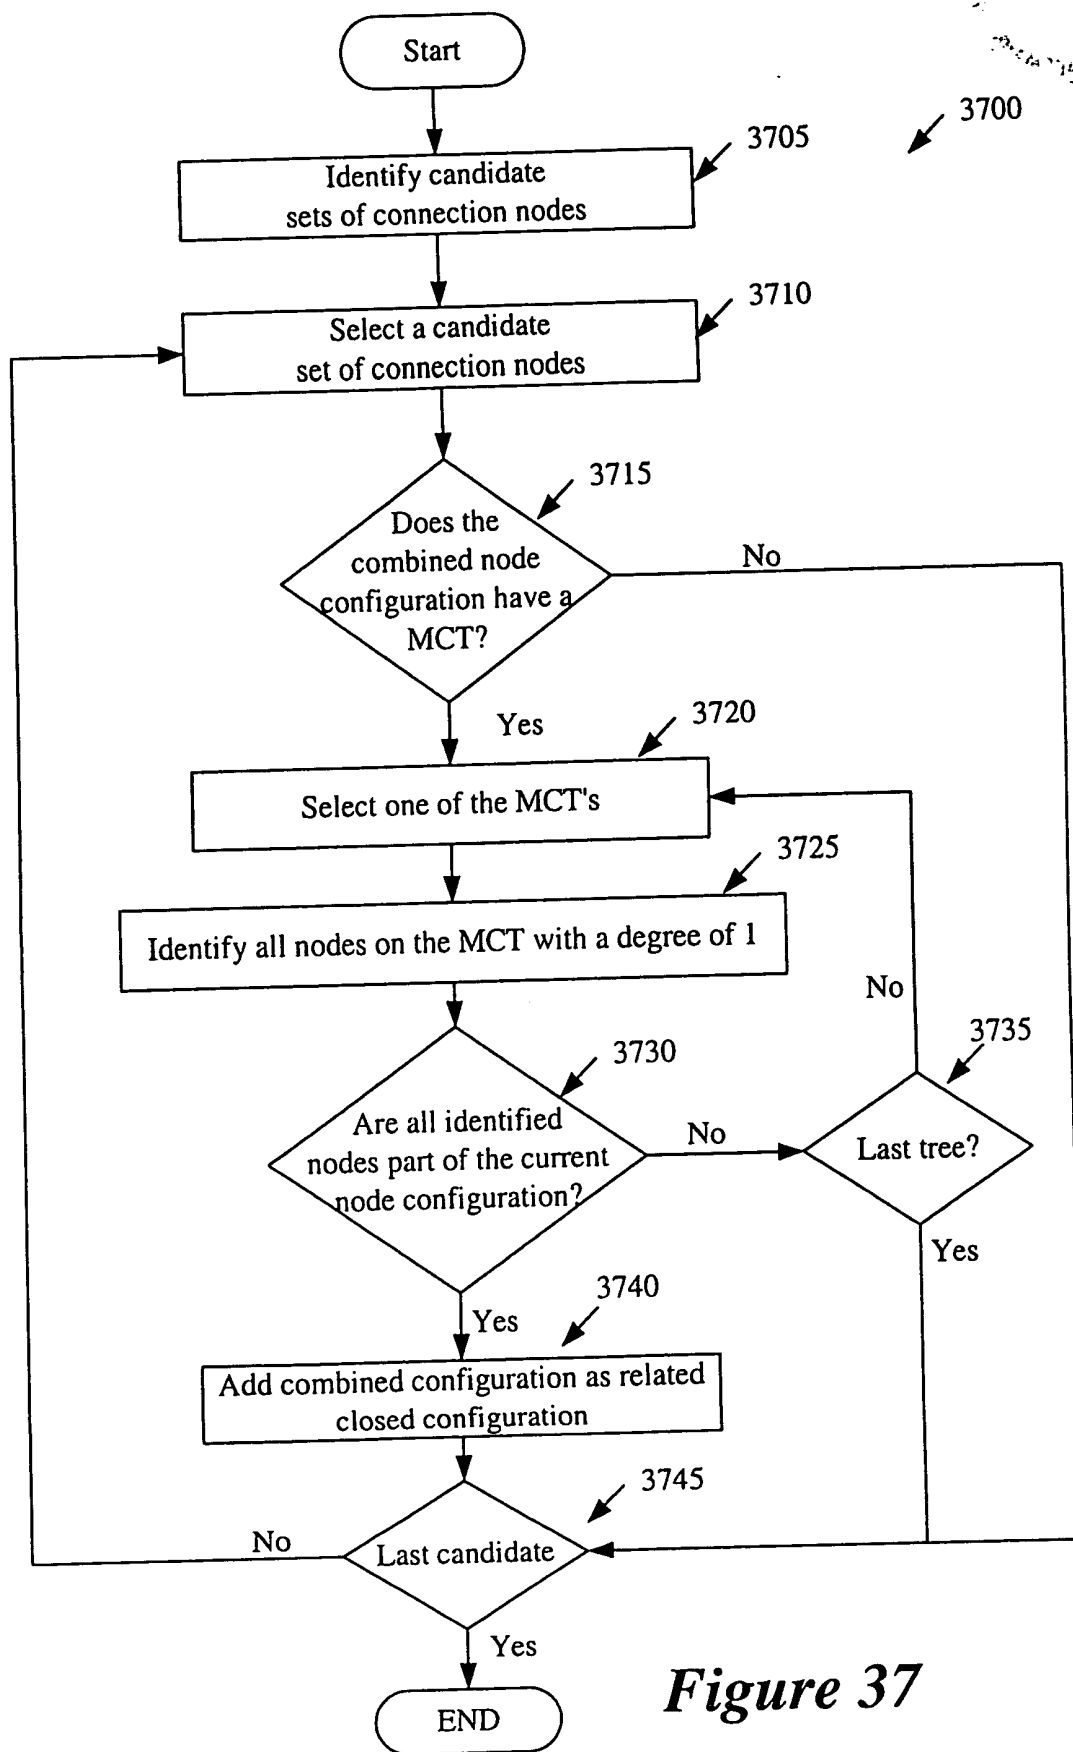 Start
3700
3705
Identify candidate
sets of connection nodes
3710
Select a candidate
set of connection nodes
3715
Does the
combined node
configuration have a
MCT?
No
Yes
3720
Select one of the MCT's
3725
Identify all nodes on the MCT with a degree of 1
No
3730
3735
Are all identified
nodes part of the current
node configuration?
No
Last tree?
Yes
3740
Yes
Add combined configuration as related
closed configuration
3745
No
Last candidate
Yes
END
Figure 37